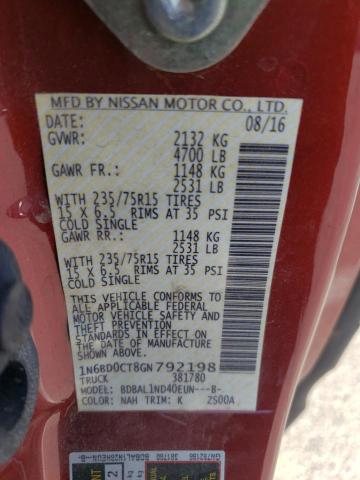 MFD BY NISSAN MOTOR CO., LTD.
DATE: 08/16
GVWR: 2132 KG
4700 LB
GAWR FR.: 1148 KG
2531 LB
WITH 235/75R15 TIRES
15 X 6.5 RIMS AT 35 PSI
COLD SINGLE
GAWR RR.: 1148 KG
2531 LB
WITH 235/75R15 TIRES
15 X 6.5 RIMS AT 35 PSI
COLD SINGLE
THIS VEHICLE CONFORMS TO
ALL APPLICABLE FEDERAL
MOTOR VEHICLE SAFETY AND
THEFT PREVENTION
STANDARDS IN EFFECT ON
THE DATE OF MANUFACTURE
SHOWN ABOVE.
1N6BD0CT8GN792198
TRUCK 381780
MODEL: BDBAL1ND40EUN---B-
COLOR: NAH TRIM: K ZS00A